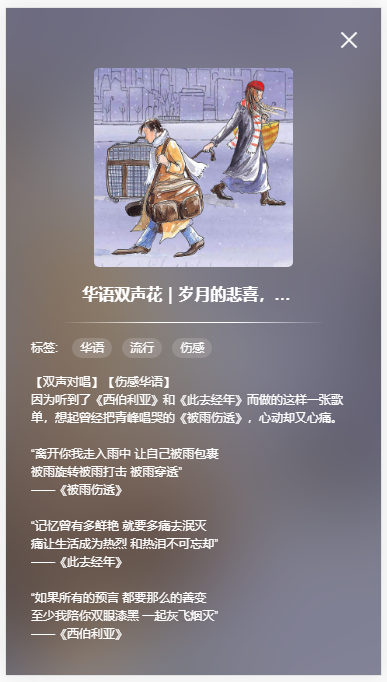 华语双声花 | 岁月的悲喜，...
标签: 华语 流行 伤感
【双声对唱】【伤感华语】
因为听到了《西伯利亚》和《此去经年》而做的这样一张歌
单，想起曾经把青峰唱哭的《被雨伤透》，心动却又心痛。
“离开你我走入雨中 让自己被雨包裹
被雨旋转被雨打击 被雨穿透”
——《被雨伤透》
“记忆曾有多鲜艳 就要多痛去泯灭
痛让生活成为热烈 和热泪不可忘却”
——《此去经年》
“如果所有的预言 都要那么的善变
至少我陪你双眼漆黑 一起灰飞烟灭”
——《西伯利亚》